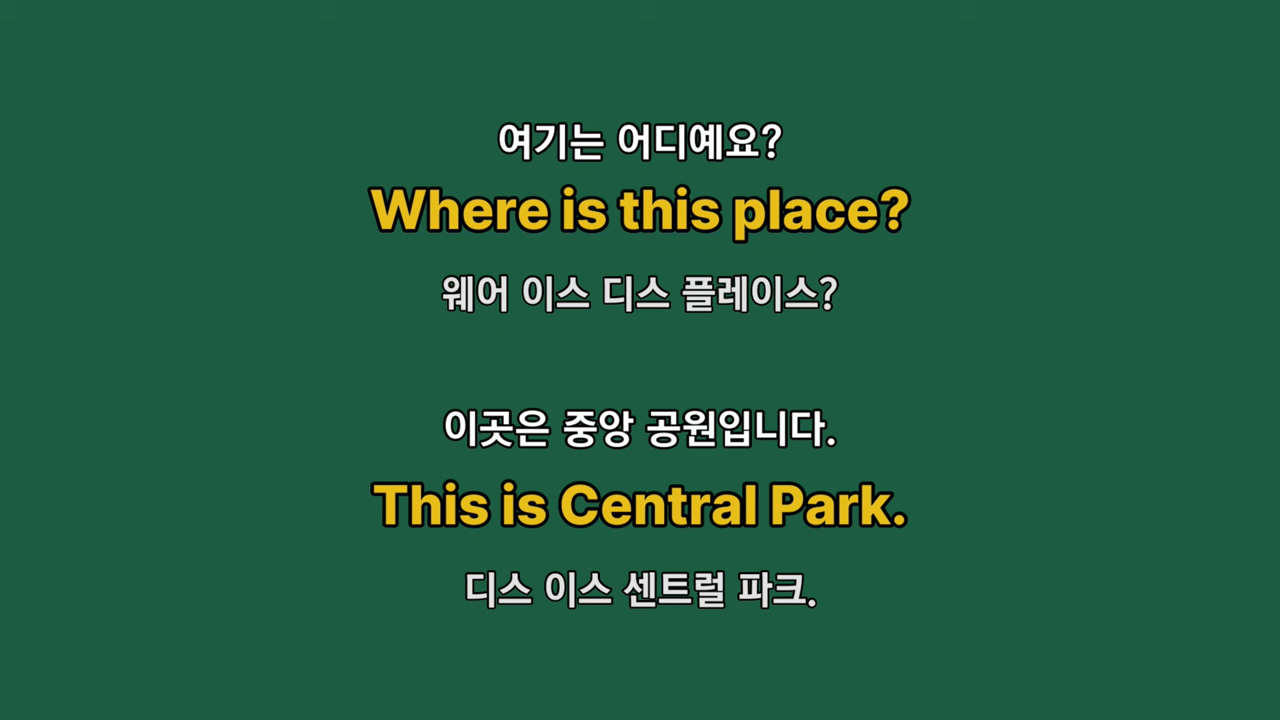 여기는 어디예요?
Where is this place?
웨어 이스 디스 플레이스?
이곳은 중앙 공원입니다.
This is Central Park.
디스 이스 센트럴 파크.